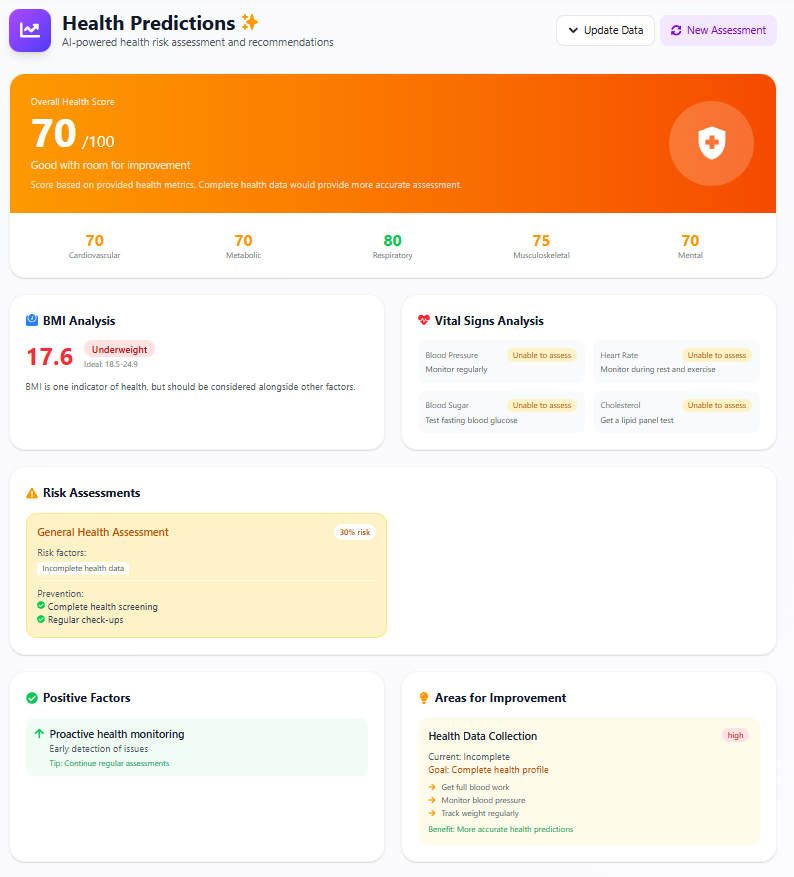 Health Predictions
AI-powered health risk assessment and recommendations
Update Data
New Assessment
Overall Health Score
70 /100
Good with room for improvement
Score based on provided health metrics. Complete health data would provide more accurate assessment.
70
Cardiovascular
70
Metabolic
80
Respiratory
75
Musculoskeletal
70
Mental
BMI Analysis
17.6
Underweight
Ideal: 18.5-24.9
BMI is one indicator of health, but should be considered alongside other factors.
Vital Signs Analysis
Blood Pressure
Unable to assess
Monitor regularly
Heart Rate
Unable to assess
Monitor during rest and exercise
Blood Sugar
Unable to assess
Test fasting blood glucose
Cholesterol
Unable to assess
Get a lipid panel test
Risk Assessments
General Health Assessment
30% risk
Risk factors:
Incomplete health data
Prevention:
Complete health screening
Regular check-ups
Positive Factors
Proactive health monitoring
Early detection of issues
Tip: Continue regular assessments
Areas for Improvement
Health Data Collection
high
Current: Incomplete
Goal: Complete health profile
Get full blood work
Monitor blood pressure
Track weight regularly
Benefit: More accurate health predictions